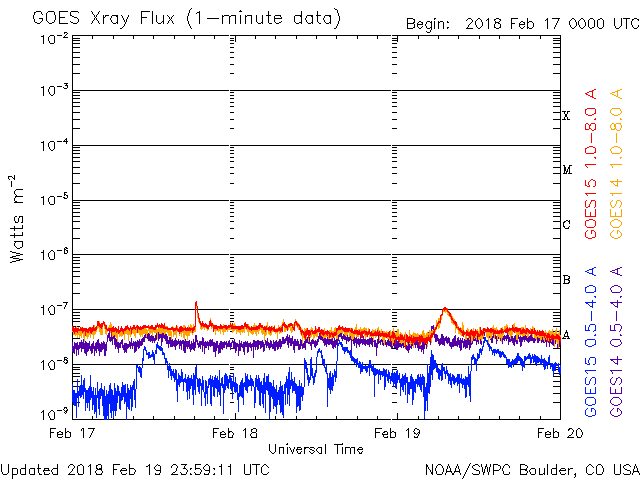 GOES Xray Flux (1-minute data)
Begin: 2018 Feb 17 0000 UTC
10-2
10-3
10-4
10-5
10-6
10-7
10-8
10-9
Watts m-2
X
M
C
B
A
GOES15 1.0-8.0 A
GOES14 1.0-8.0 A
GOES15 0.5-4.0 A
GOES14 0.5-4.0 A
Feb 17
Feb 18
Feb 19
Feb 20
Universal Time
Updated 2018 Feb 19 23:59:11 UTC
NOAA/SWPC Boulder, CO USA